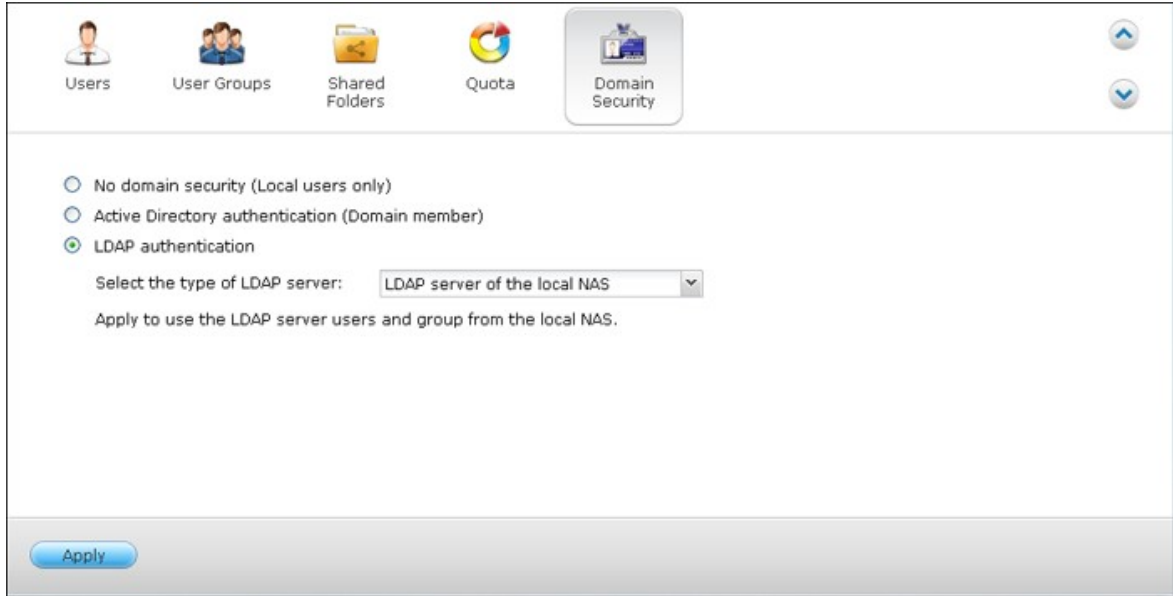 Users
User Groups
Shared
Folders
Quota
Domain
Security
No domain security (Local users only)
Active Directory authentication (Domain member)
LDAP authentication
Select the type of LDAP server: LDAP server of the local NAS
Apply to use the LDAP server users and group from the local NAS.
Apply